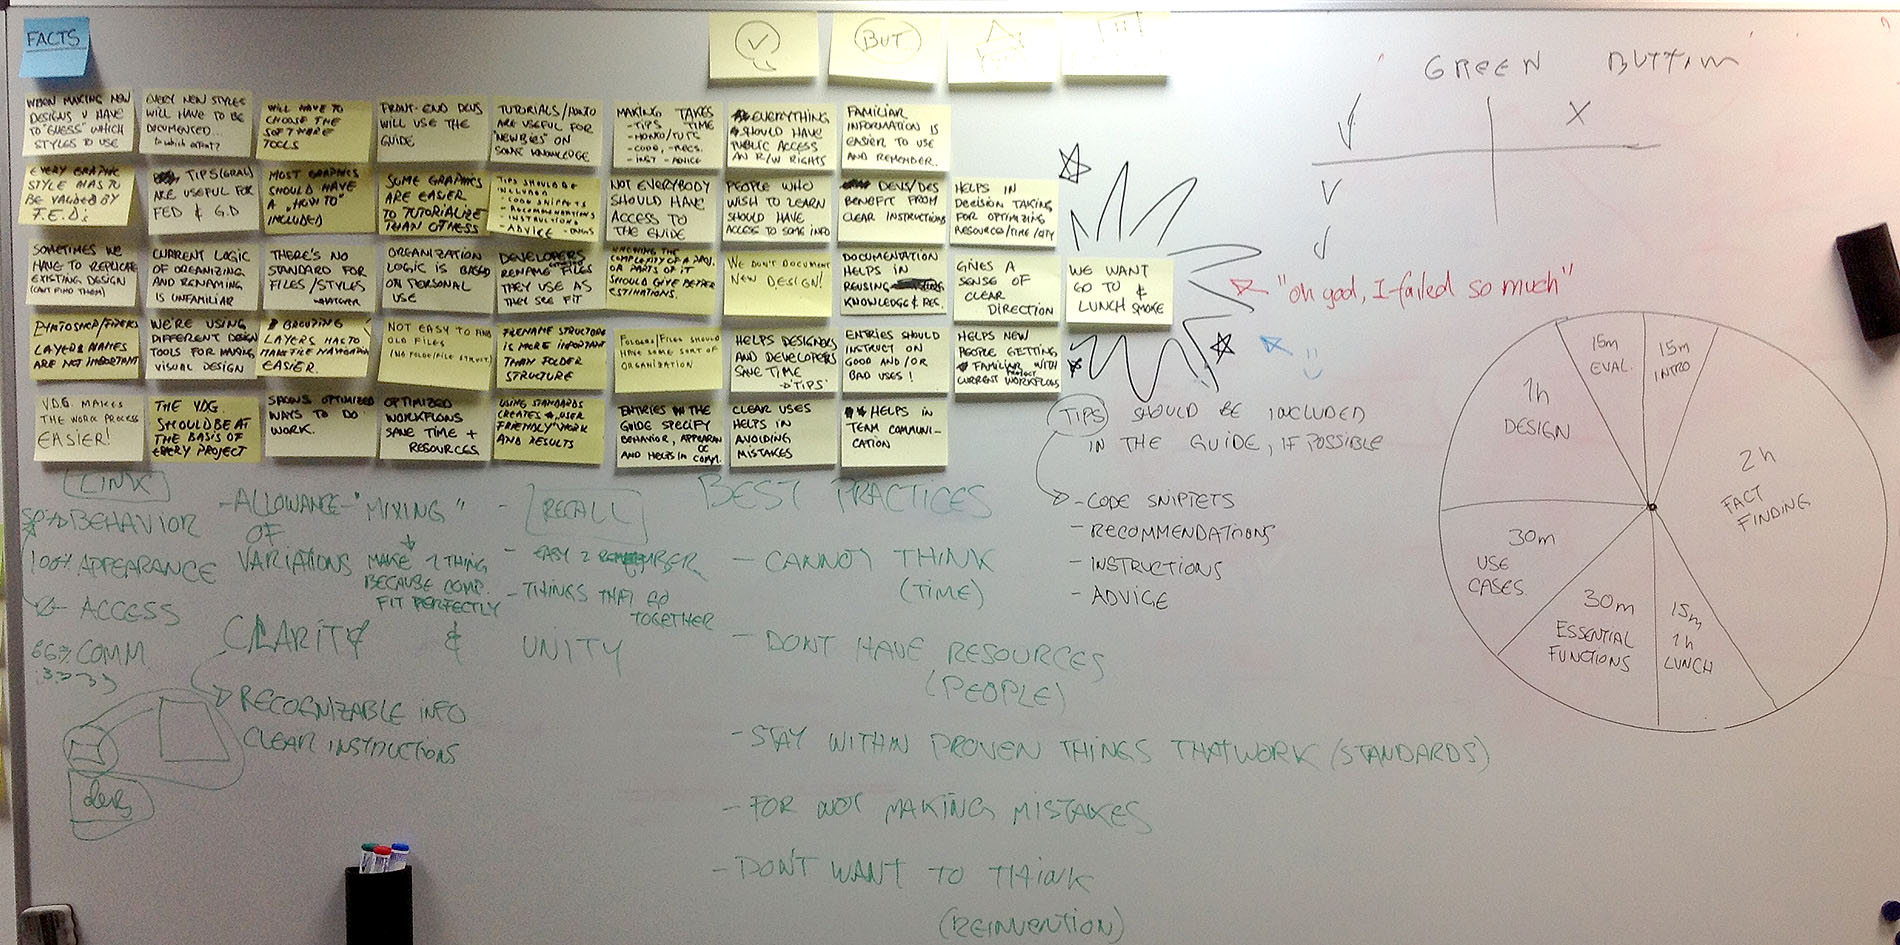 FACTS
BUT
GREEN BUTTON
WHEN MAKING NEW
DESIGNS U HAVE
TO "GUESS" WHICH
STYLES TO USE
EVERY NEW STYLES
WILL HAVE TO BE
DOCUMENTED...
to which extent?
WILL HAVE TO
CHOOSE THE
SOFTWARE
TOOLS
FRONT-END DEVS
WILL USE THE
GUIDE
TUTORIALS/HOWTO
ARE USEFUL FOR
"NEWBIES" ON
SOME KNOWLEDGE
MAKING TAKES
- TIPS TIME
- HOWTO/TUTS
- CODE, - RECS.
- INST - ADVICE
EVERYTHING
SHOULD HAVE
PUBLIC ACCESS
AN R/W RIGHTS
FAMILIAR
INFORMATION IS
EASIER TO USE
AND REMEMBER.
EVERY GRAPHIC
STYLE HAS TO
BE VALIDED BY
F.E.D.
TIPS (GRAL)
ARE USEFUL FOR
FED & G.D
MOST GRAPHICS
SHOULD HAVE
A "HOW TO"
INCLUDED
SOME GRAPHICS
ARE EASIER
TO TUTORIALIZE
THAN OTHESS
TIPS SHOULD BE
INCLUDED
- CODE SNIPPETS
- RECOMMENDATIONS
- INSTRUCTIONS
- ADVICE
NOT EVERYBODY
SHOULD HAVE
ACCESS TO
THE GUIDE
PEOPLE WHO
WISH TO LEARN
SHOULD HAVE
ACCESS TO SOME INFO
DEVS/DES
BENEFIT FROM
CLEAR INSTRUCTIONS
HELPS IN
DECISION TAKING
FOR OPTIMIZING
RESOURCE/TIME/QTY
SOMETIMES WE
HAVE TO REPLICATE
EXISTING DESIGN
(CANT FIND THEM)
CURRENT LOGIC
OF ORGANIZING
AND RENAMING
IS UNFAMILIAR
THERE'S NO
STANDARD FOR
FILES/STYLES
WHATEVER
ORGANIZATION
LOGIC IS BASED
ON PERSONAL
USE
DEVELOPERS
RENAME FILES
THEY USE AS
THEY SEE FIT
KNOWING THE
COMPLEXITY OF A PROJ.
OR PARTS OF IT
SHOULD GIVE BETTER
ESTIMATIONS.
WE DON'T DOCUMENT
NEW DESIGN!
DOCUMENTATION
HELPS IN
REUSING
KNOWLEDGE & RES.
GIVES A
SENSE OF
CLEAR
DIRECTION
WE WANT
GO TO &
LUNCH SMOKE
"oh god, I failed so much"
LAYERS NAMES
ARE NOT IMPORTANT
WE'RE USING
DIFFERENT DESIGN
TOOLS FOR MAKING
VISUAL DESIGN
GROUPING
LAYERS HAS TO
MAKE FILE NAVIGATION
EASIER.
NOT EASY TO FIND
OLD FILES
(NO FOLDER/FILE STRUCT)
FILENAME STRUCTURE
IS MORE IMPORTANT
THAN FOLDER
STRUCTURE
FOLDERS/FILES SHOULD
HAVE SOME SORT OF
ORGANIZATION
HELPS DESIGNERS
AND DEVELOPERS
SAVE TIME
"TIPS"
ENTRIES SHOULD
INSTRUCT ON
GOOD AND/OR
BAD USES!
HELPS NEW
PEOPLE GETTING
FAMILIAR WITH
PROJECT
CURRENT WORKFLOWS
V.D.G. MAKES
THE WORK PROCESS
EASIER!
THE VDG.
SHOULD BE AT
THE BASIS OF
EVERY PROJECT
SHOWS OPTIMIZED
WAYS TO DO
WORK.
OPTIMIZED
WORKFLOWS
SAVE TIME +
RESOURCES
USING STANDARDS
CREATES USER
FRIENDLY WORK
AND RESULTS
ENTRIES IN THE
GUIDE SPECIFY
BEHAVIOR, APPEARANCE
AND HELPS IN COMM.
CLEAR USES
HELPS IN
AVOIDING
MISTAKES
HELPS IN
TEAM COMMUNI-
CATION
TIPS SHOULD BE INCLUDED
IN THE GUIDE, IF POSSIBLE
- CODE SNIPTETS
- RECOMMENDATIONS
- INSTRUCTIONS
- ADVICE
15m
EVAL.
15m
INTRO
1h
DESIGN
2h
FACT
FINDING
30m
USE
CASES
30m
ESSENTIAL
FUNCTIONS
15m
1h
LUNCH
LINK
BEHAVIOR
100% APPEARANCE
ACCESS
66% COMM
- ALLOWANCE
OF
VARIATIONS
- "MIXING"
MAKE 1 THING
BECAUSE COMP.
FIT PERFECTLY
- RECALL
- EASY 2 REMEMBER
- THINGS THAT GO
TOGETHER
CLARITY & UNITY
RECOGNIZABLE INFO
CLEAR INSTRUCTIONS
devs
BEST PRACTICES
- CANNOT THINK
(TIME)
- DONT HAVE RESOURCES
(PEOPLE)
- STAY WITHIN PROVEN THINGS THAT WORK (STANDARDS)
- FOR NOT MAKING MISTAKES
- DON'T WANT TO THINK
(REINVENTION)